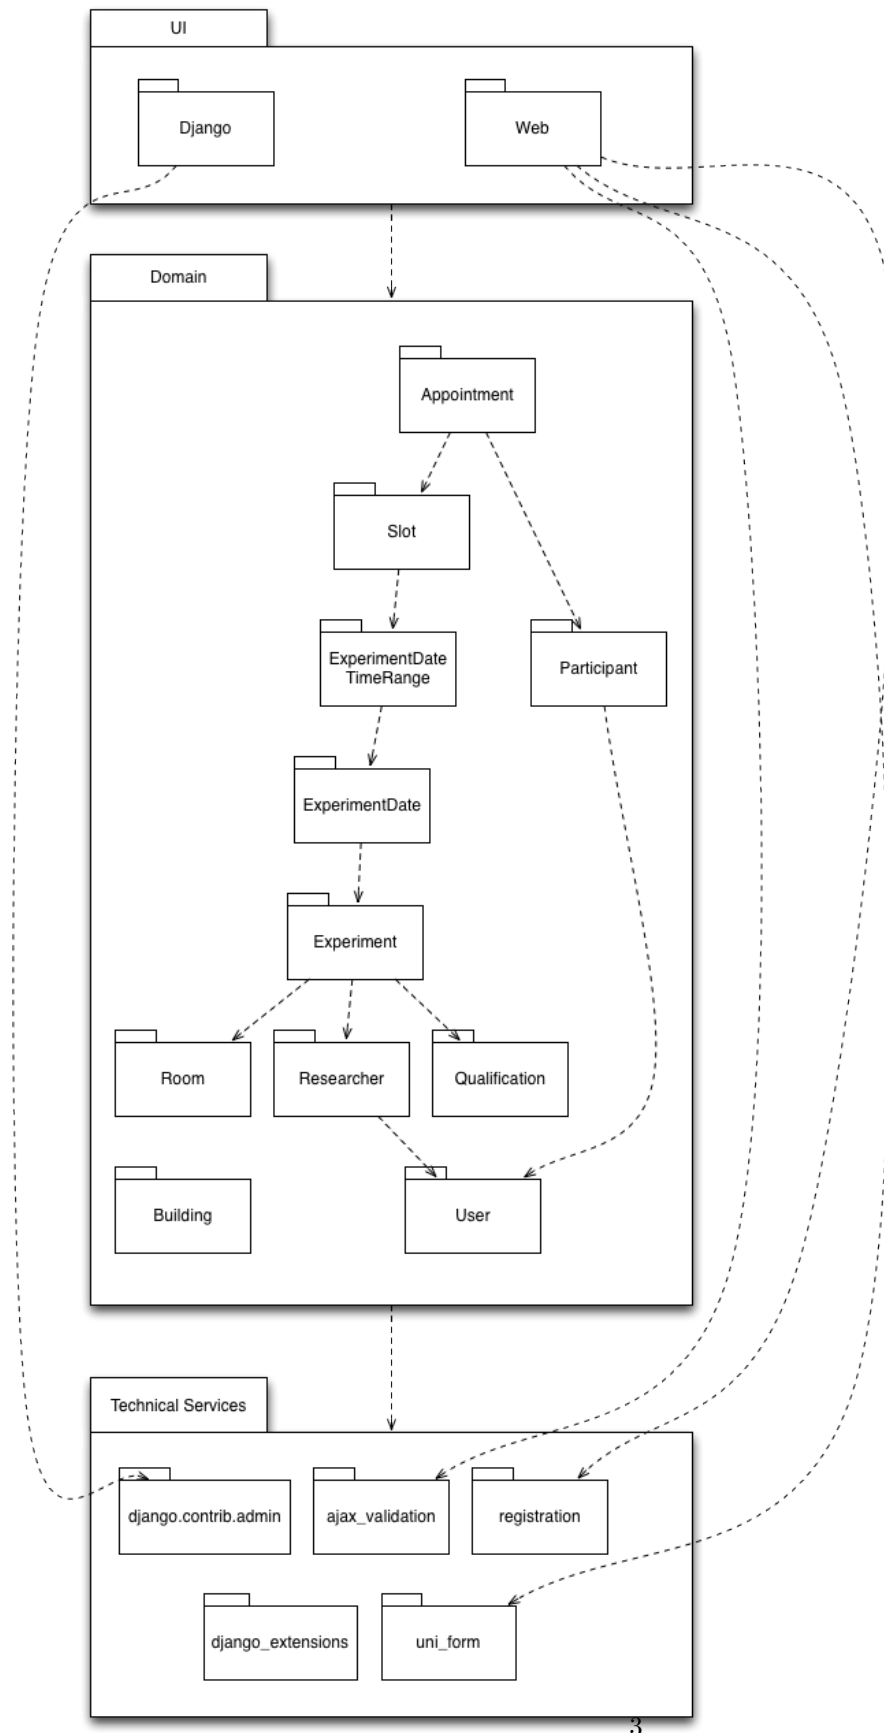 UI
Django
Web
Domain
Appointment
Slot
ExperimentDate
TimeRange
Participant
ExperimentDate
Experiment
Room
Researcher
Qualification
Building
User
Technical Services
django.contrib.admin
ajax_validation
registration
django_extensions
uni_form
3